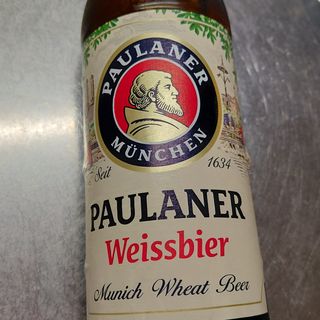 PAULANER
MÜNCHEN
Seit 1634
PAULANER
Weissbier
Munich Wheat Beer